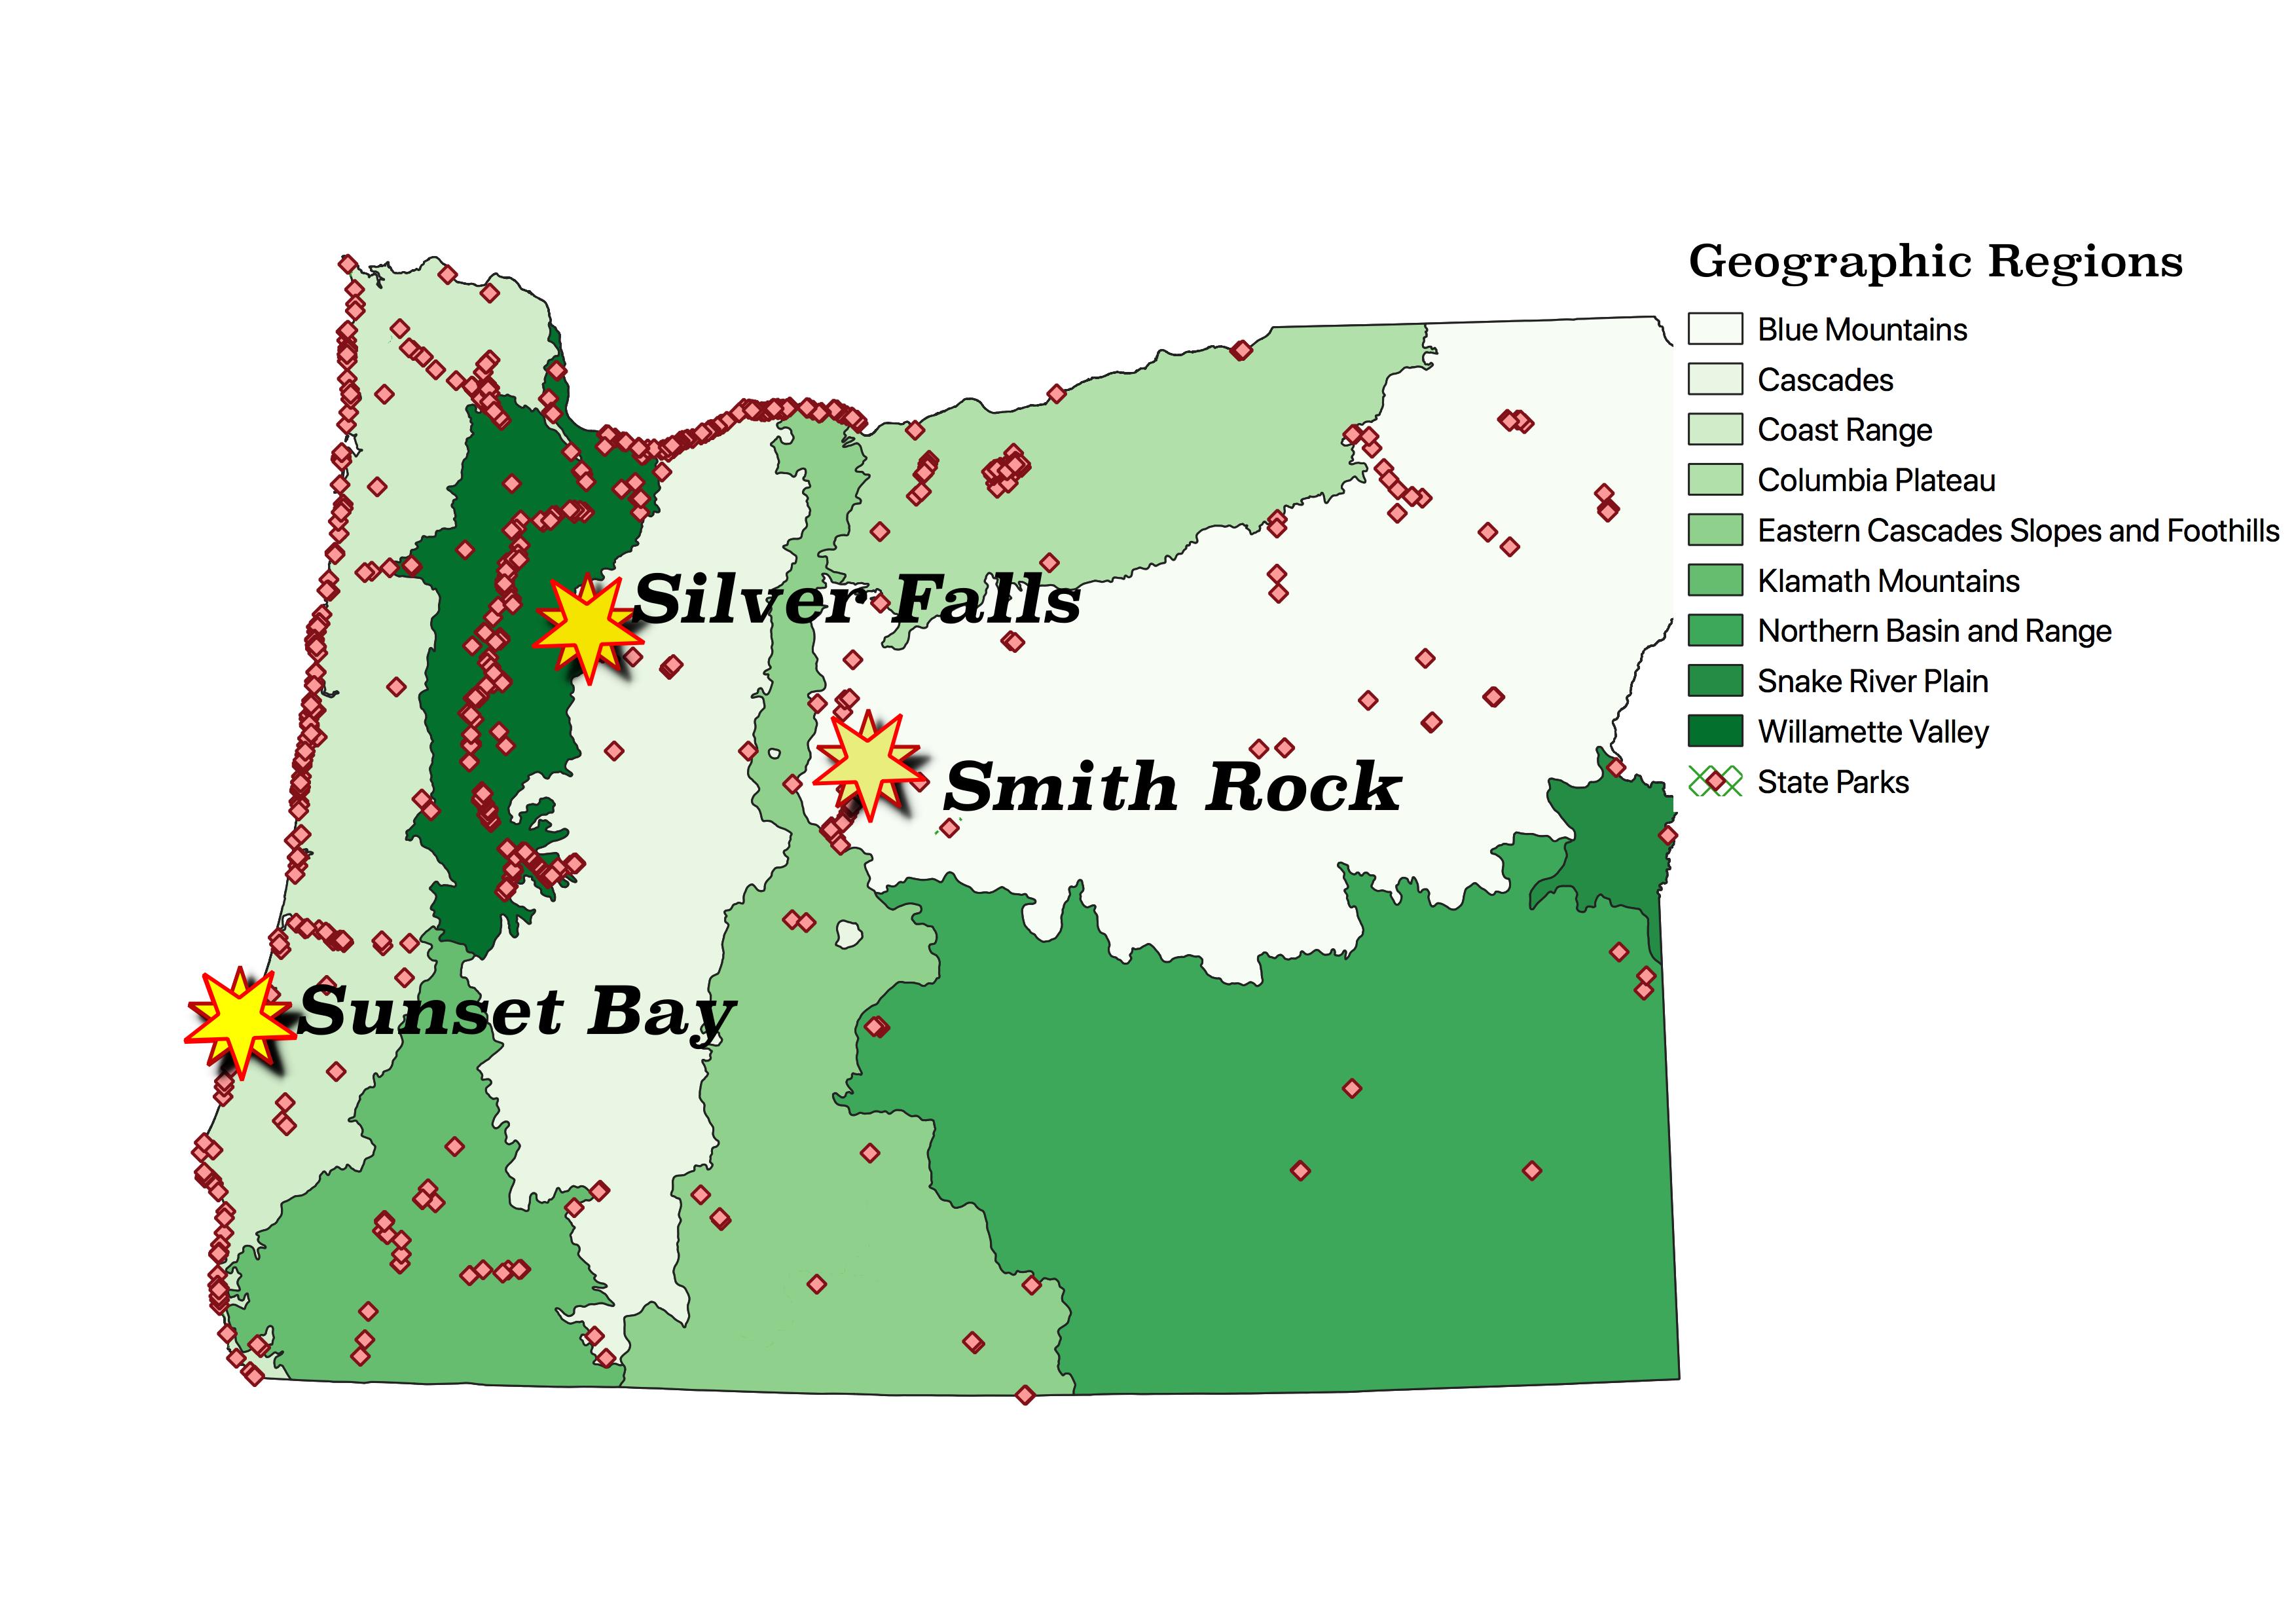 Geographic Regions
Blue Mountains
Cascades
Coast Range
Columbia Plateau
Eastern Cascades Slopes and Foothills
Klamath Mountains
Northern Basin and Range
Snake River Plain
Willamette Valley
State Parks
Silver Falls
Smith Rock
Sunset Bay